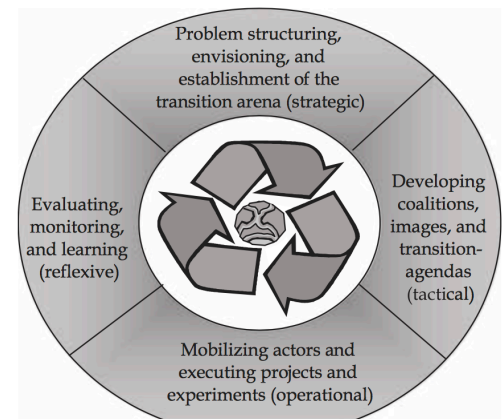 Problem structuring,
envisioning, and
establishment of the
transition arena (strategic)
Developing
coalitions,
images, and
transition-
agendas
(tactical)
Mobilizing actors and
executing projects and
experiments (operational)
Evaluating,
monitoring,
and learning
(reflexive)